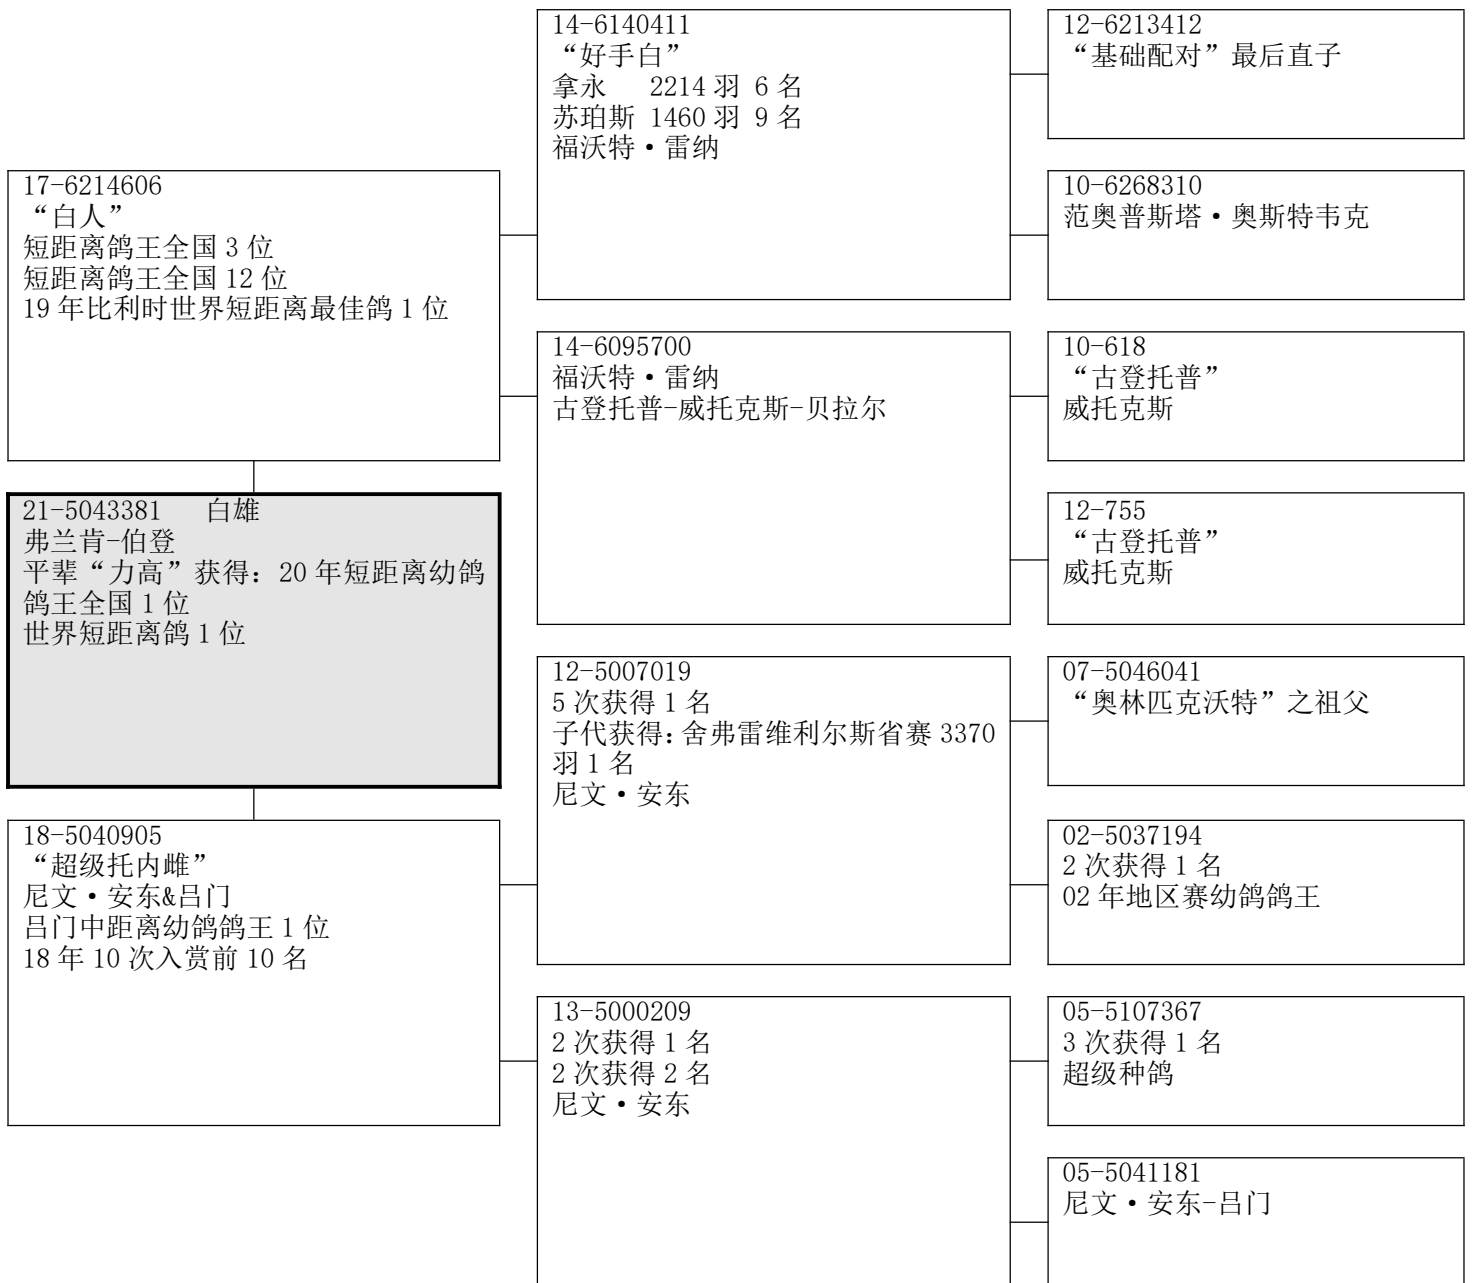 14-6140411
“好手白”
拿永 2214 羽 6 名
苏珀斯 1460 羽 9 名
福沃特·雷纳
12-6213412
“基础配对”最后直子
10-6268310
范奥普斯塔·奥斯特韦克
17-6214606
“白人”
短距离鸽王全国 3 位
短距离鸽王全国 12 位
19 年比利时世界短距离最佳鸽 1 位
14-6095700
福沃特·雷纳
古登托普-威托克斯-贝拉尔
10-618
“古登托普”
威托克斯
12-755
“古登托普”
威托克斯
21-5043381 白雄
弗兰肯-伯登
平辈“力高”获得：20 年短距离幼鸽
鸽王全国 1 位
世界短距离鸽 1 位
12-5007019
5 次获得 1 名
子代获得：舍弗雷维利尔斯省赛 3370
羽 1 名
尼文·安东
07-5046041
“奥林匹克沃特”之祖父
02-5037194
2 次获得 1 名
02 年地区赛幼鸽鸽王
18-5040905
“超级托内雌”
尼文·安东&吕门
吕门中距离幼鸽鸽王 1 位
18 年 10 次入赏前 10 名
13-5000209
2 次获得 1 名
2 次获得 2 名
尼文·安东
05-5107367
3 次获得 1 名
超级种鸽
05-5041181
尼文·安东-吕门